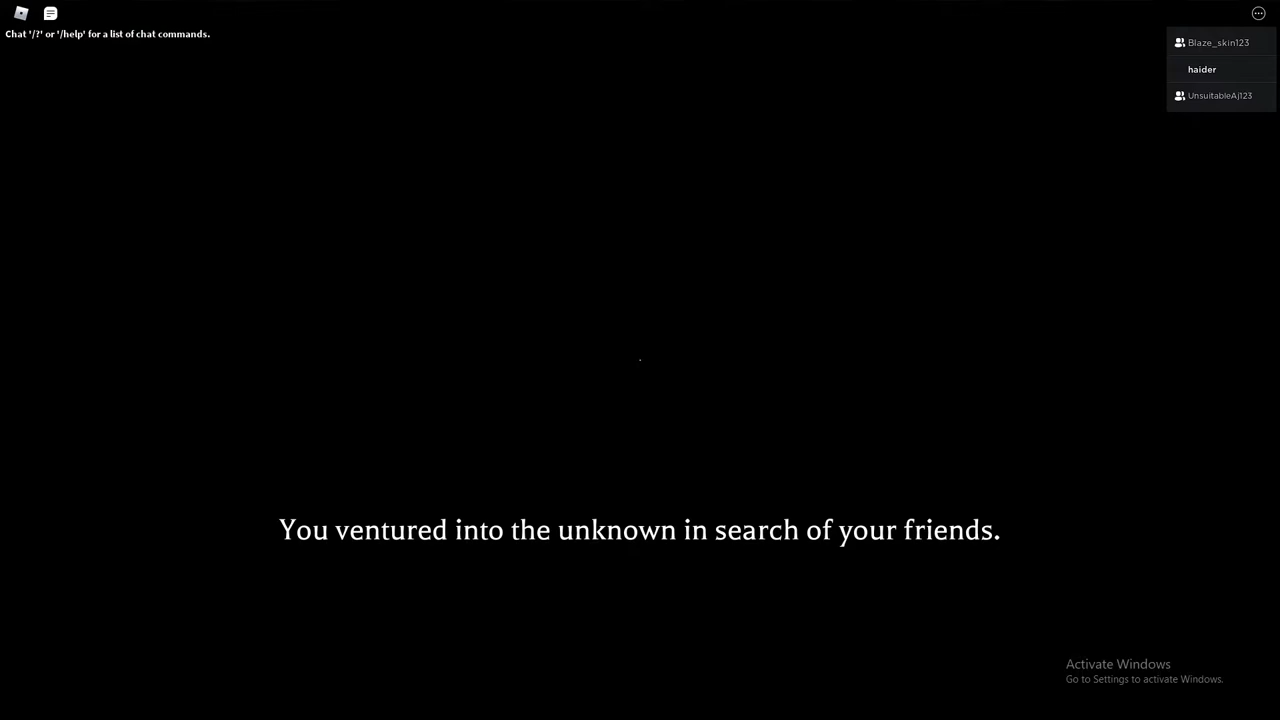 Chat '/?' or '/help' for a list of chat commands.
Blaze_skin123
haider
UnsuitableAj123
You ventured into the unknown in search of your friends.
Activate Windows
Go to Settings to activate Windows.